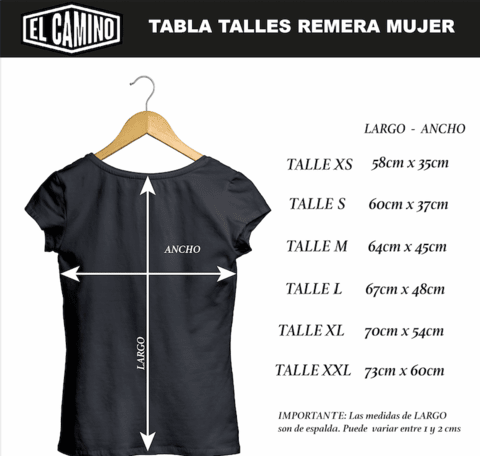 EL CAMINO
TABLA TALLES REMERA MUJER
LARGO - ANCHO
TALLE XS 58cm x 35cm
TALLE S 60cm x 37cm
ANCHO
TALLE M 64cm x 45cm
TALLE L 67cm x 48cm
TALLE XL 70cm x 54cm
LARGO
TALLE XXL 73cm x 60cm
IMPORTANTE: Las medidas de LARGO
son de espalda. Puede variar entre 1 y 2 cms